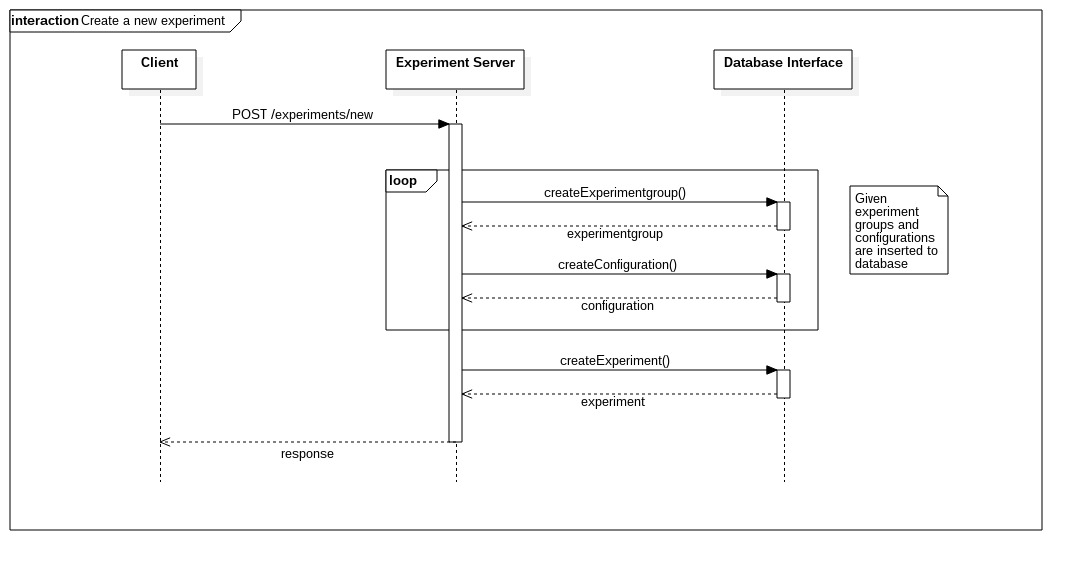 interaction Create a new experiment
Client
Experiment Server
Database Interface
POST /experiments/new
loop
createExperimentgroup()
experimentgroup
createConfiguration()
configuration
Given
experiment
groups and
configurations
are inserted to
database
createExperiment()
experiment
response